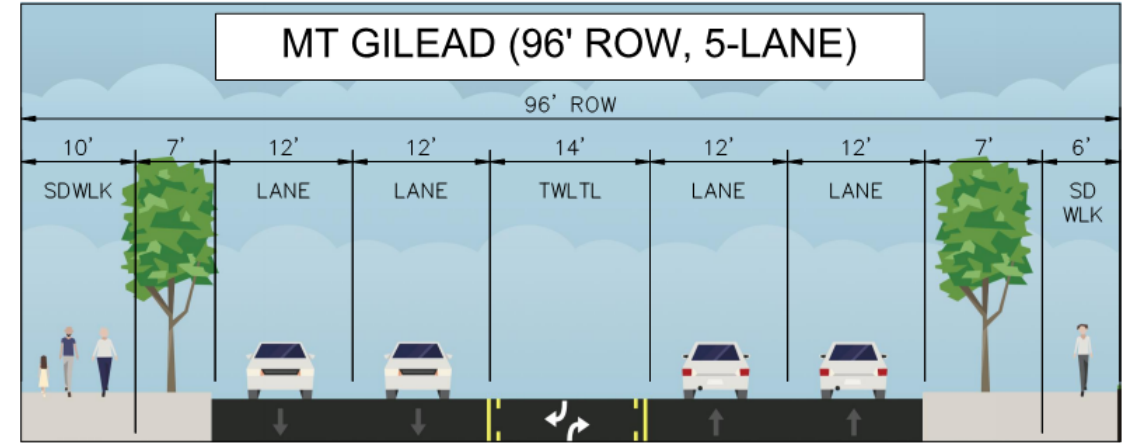 MT GILEAD (96' ROW, 5-LANE)
96' ROW
10' 7' 12' 12' 14' 12' 12' 7' 6'
SDWLK LANE LANE TWLTL LANE LANE SD
WLK